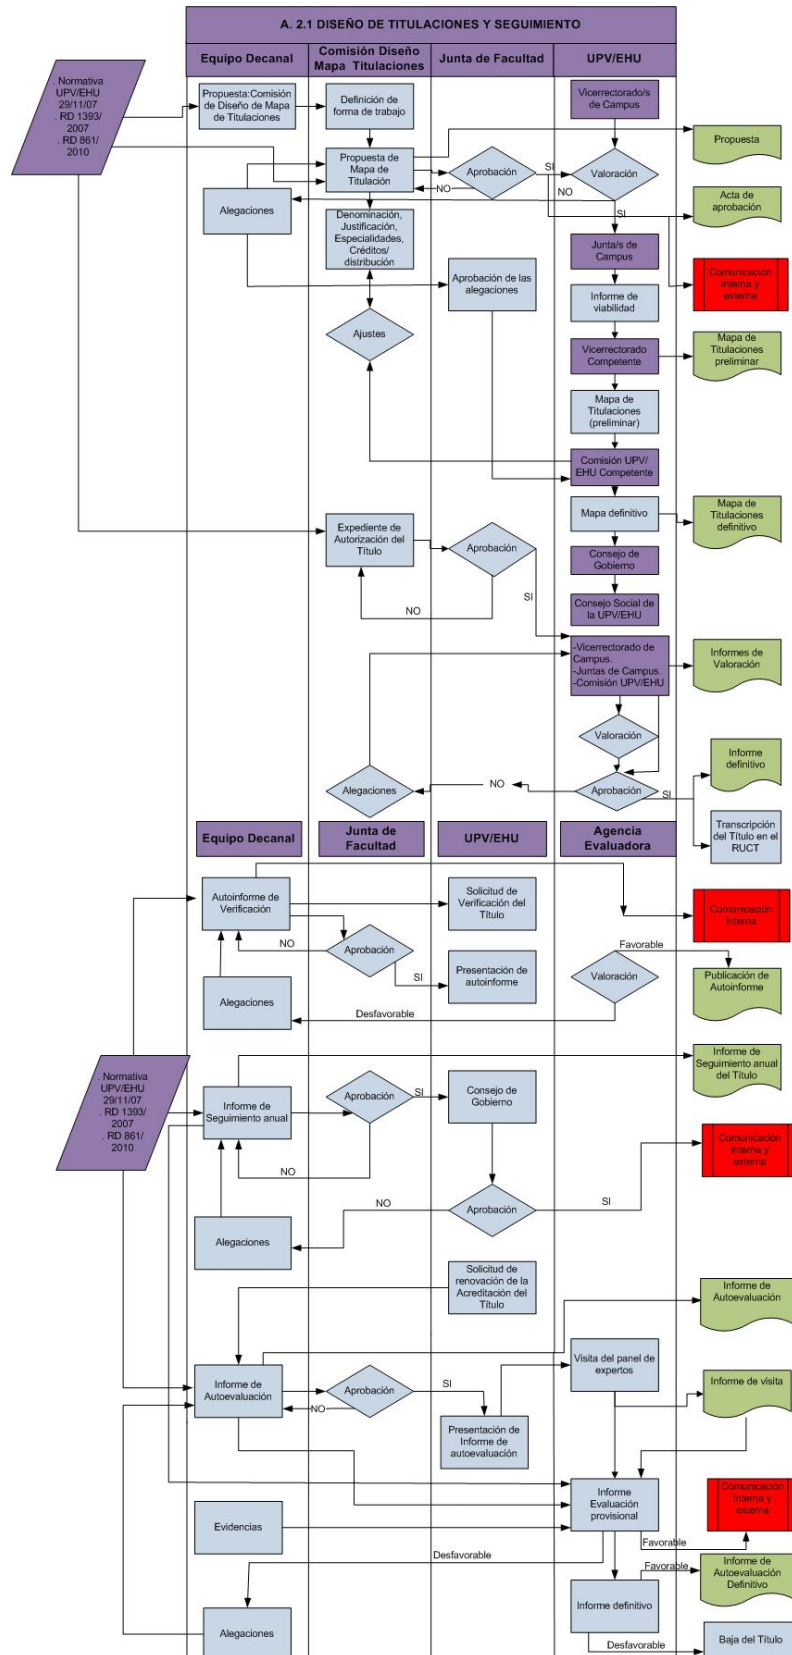 A. 2.1 DISEÑO DE TITULACIONES Y SEGUIMIENTO
Equipo Decanal
Comisión Diseño
Mapa Titulaciones
Junta de Facultad
UPV/EHU
. Normativa
UPV/EHU
29/11/07
. RD 1393/
2007
. RD 861/
2010
Propuesta:Comisión
de Diseño de Mapa
de Titulaciones
Definición de
forma de trabajo
Vicerrectorado/s
de Campus
Propuesta
Propuesta de
Mapa de
Titulación
Aprobación
SI
NO
Valoración
NO
SI
Alegaciones
Acta de
aprobación
Denominación,
Justificación,
Especialidades,
Créditos/
distribución
Junta/s de
Campus
Comunicación
interna y
externa
Aprobación de las
alegaciones
Informe de
viabilidad
Ajustes
Vicerrectorado
Competente
Mapa de
Titulaciones
preliminar
Mapa de
Titulaciones
(preliminar)
Comisión UPV/
EHU Competente
Expediente de
Autorización del
Título
Aprobación
Mapa definitivo
Mapa de
Titulaciones
definitivo
Consejo de
Gobierno
SI
NO
Consejo Social de
la UPV/EHU
-Vicerrectorado de
Campus.
-Juntas de Campus.
-Comisión UPV/EHU
Informes de
Valoración
Valoración
Informe
definitivo
Alegaciones
NO
Aprobación
SI
Transcripción
del Título en el
RUCT
Equipo Decanal
Junta de
Facultad
UPV/EHU
Agencia
Evaluadora
Autoinforme de
Verificación
Solicitud de
Verificación del
Título
Comunicación
interna
NO
Aprobación
SI
Presentación de
autoinforme
Valoración
Favorable
Publicación de
Autoinforme
Alegaciones
Desfavorable
. Normativa
UPV/EHU
29/11/07
. RD 1393/
2007
. RD 861/
2010
Informe de
Seguimiento anual
Aprobación
SI
Consejo de
Gobierno
Informe de
Seguimiento anual
del Título
NO
Comunicación
interna y
externa
Alegaciones
NO
Aprobación
SI
Solicitud de
renovación de la
Acreditación del
Título
Informe de
Autoevaluación
Informe de
Autoevaluación
Aprobación
SI
NO
Visita del panel de
expertos
Informe de visita
Presentación de
Informe de
autoevaluación
Informe
Evaluación
provisional
Comunicación
interna y
externa
Evidencias
Favorable
Desfavorable
Informe definitivo
Favorable
Informe de
Autoevaluación
Definitivo
Alegaciones
Desfavorable
Baja del Título